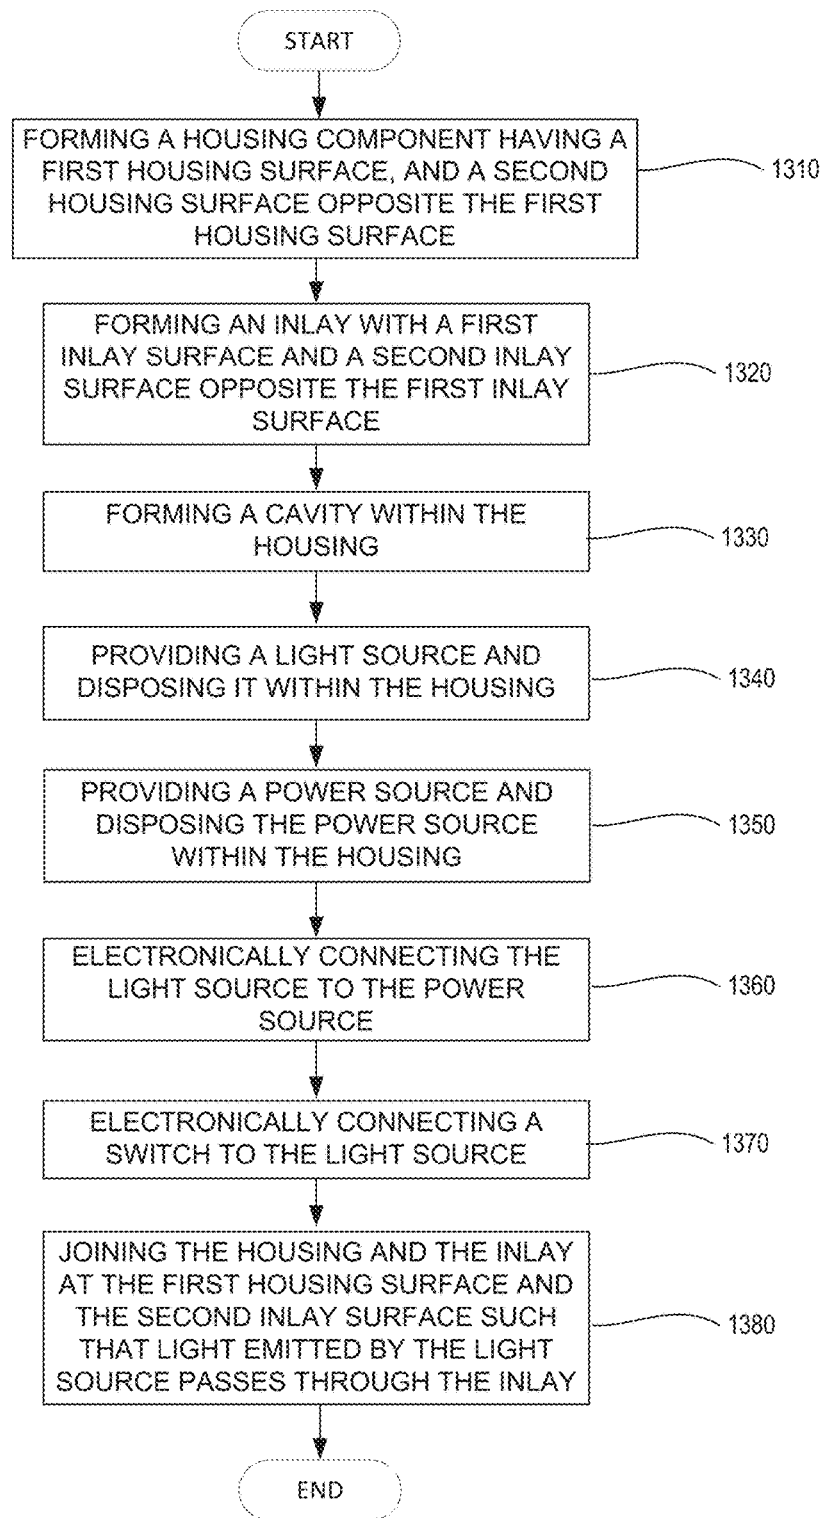 START
FORMING A HOUSING COMPONENT HAVING A
FIRST HOUSING SURFACE, AND A SECOND
HOUSING SURFACE OPPOSITE THE FIRST
HOUSING SURFACE
1310
FORMING AN INLAY WITH A FIRST
INLAY SURFACE AND A SECOND INLAY
SURFACE OPPOSITE THE FIRST INLAY
SURFACE
1320
FORMING A CAVITY WITHIN THE
HOUSING
1330
PROVIDING A LIGHT SOURCE AND
DISPOSING IT WITHIN THE HOUSING
1340
PROVIDING A POWER SOURCE AND
DISPOSING THE POWER SOURCE
WITHIN THE HOUSING
1350
ELECTRONICALLY CONNECTING THE
LIGHT SOURCE TO THE POWER
SOURCE
1360
ELECTRONICALLY CONNECTING A
SWITCH TO THE LIGHT SOURCE
1370
JOINING THE HOUSING AND THE INLAY
AT THE FIRST HOUSING SURFACE AND
THE SECOND INLAY SURFACE SUCH
THAT LIGHT EMITTED BY THE LIGHT
SOURCE PASSES THROUGH THE INLAY
1380
END